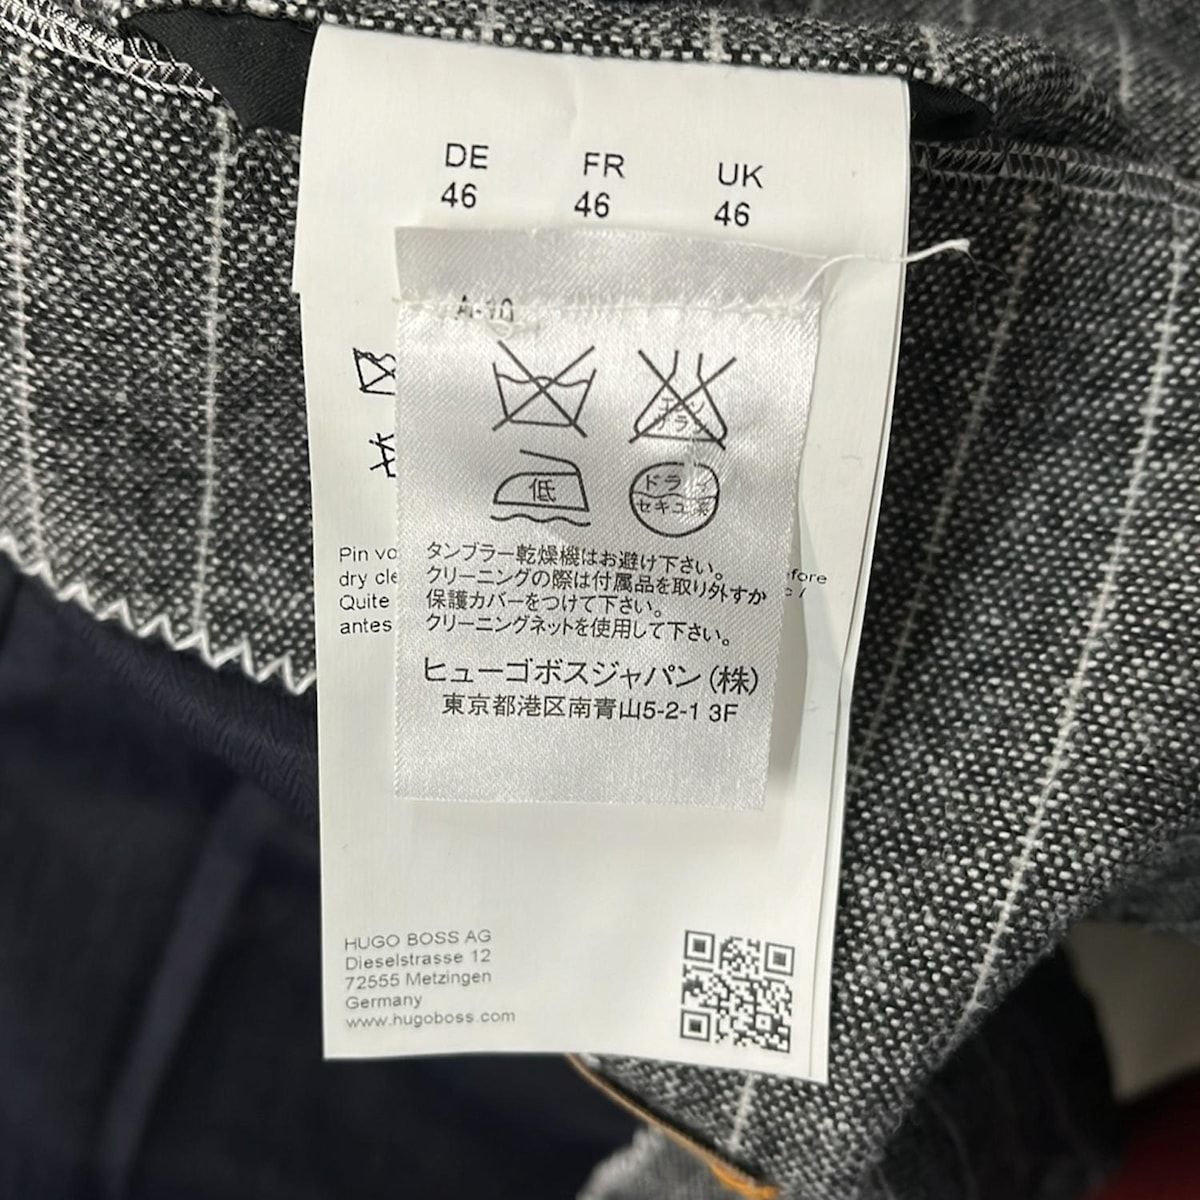 DE FR UK
46 46 46
A-10
低
ドライ
セキユ系
Pin
dry
Quite
antes
タンブラー乾燥機はお避け下さい。
クリーニングの際は付属品を取り外すか
保護カバーをつけて下さい。
クリーニングネットを使用して下さい。
ヒューゴボスジャパン(株)
東京都港区南青山5-2-1 3F
HUGO BOSS AG
Dieselstrasse 12
72555 Metzingen
Germany
www.hugoboss.com